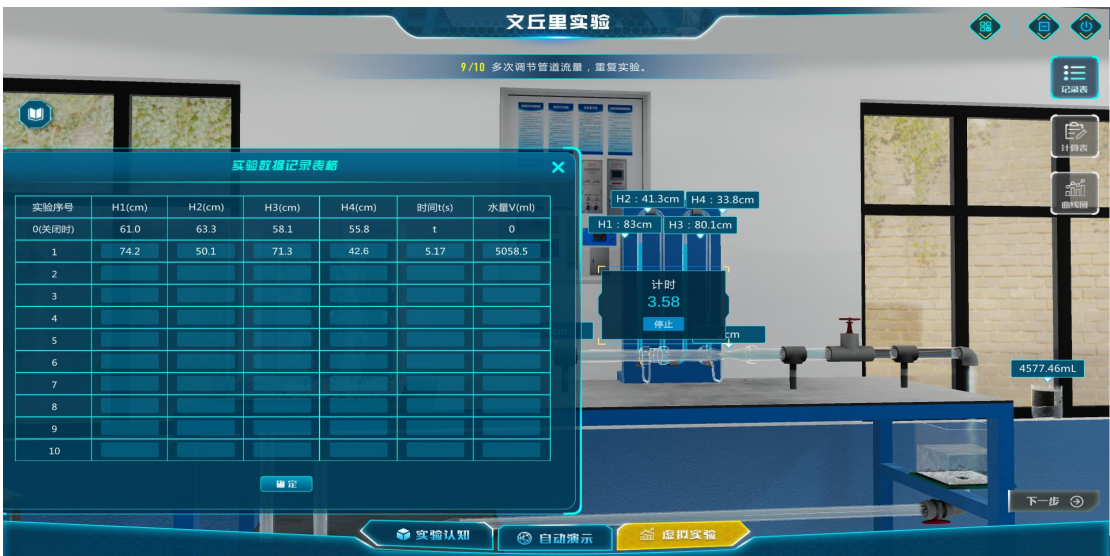 文丘里实验
9/10 多次调节管道流量，重复实验。
记录表
计算表
曲线图
实验数据记录表格
实验序号 H1(cm) H2(cm) H3(cm) H4(cm) 时间t(s) 水量V(ml)
0(关闭时) 61.0 63.3 58.1 55.8 t 0
1 74.2 50.1 71.3 42.6 5.17 5058.5
2
3
4
5
6
7
8
9
10
确定
H2：41.3cm H4：33.8cm
H1：83cm H3：80.1cm
计时
3.58
停止
cm
cm
4577.46mL
下一步
实验认知
自动演示
虚拟实验